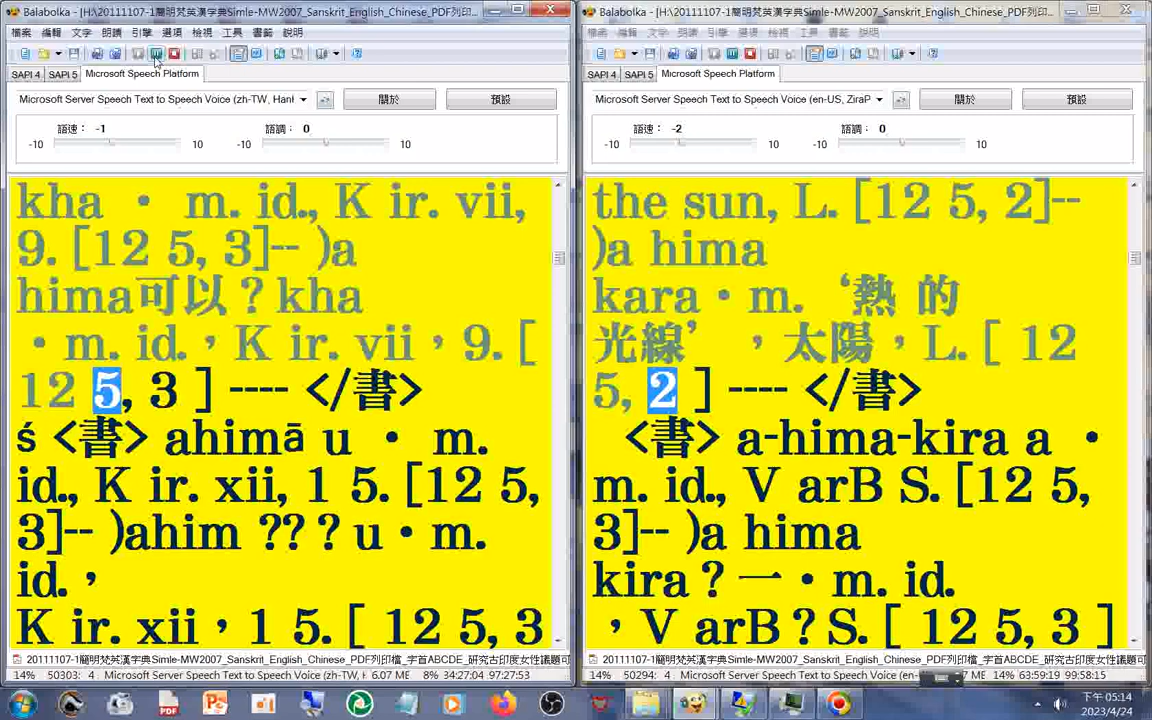 Balabolka - [H:\20111107-1簡明梵英漢字典Simle-MW2007_Sanskrit_English_Chinese_PDF列印...
檔案 編輯 文字 朗讀 引擎 選項 檢視 工具 書籤 說明
SAPI 4 SAPI 5 Microsoft Speech Platform
Microsoft Server Speech Text to Speech Voice (zh-TW, Hanl
關於 預設
語速： -1 語調： 0
-10 10 -10 10
kha ・ m. id., K ir. vii,
9. [12 5, 3]-- )a
hima可以？kha
・m. id.，K ir. vii，9. [
12 5, 3 ] ---- </書>
ś <書> ahimā u ・ m.
id., K ir. xii, 1 5. [12 5,
3]-- )ahim ??？u・m.
id.，
K ir. xii，1 5. [ 12 5, 3
20111107-1簡明梵英漢字典Simle-MW2007_Sanskrit_English_Chinese_PDF列印檔_字首ABCDE_研究古印度女性議題可
14% 50303: 4 Microsoft Server Speech Text to Speech Voice (zh-TW, H 6.07 ME 8% 34:27:04 97:27:53
Balabolka - [H:\20111107-1簡明梵英漢字典Simle-MW2007_Sanskrit_English_Chinese_PDF列印...
檔案 編輯 文字 朗讀 引擎 選項 檢視 工具 書籤 說明
SAPI 4 SAPI 5 Microsoft Speech Platform
Microsoft Server Speech Text to Speech Voice (en-US, ZiraP
關於 預設
語速： -2 語調： 0
-10 10 -10 10
the sun, L. [12 5, 2]--
)a hima
kara・m.‘熱 的
光線’，太陽，L. [ 12
5, 2 ] ---- </書>
<書> a-hima-kira a ・
m. id., V arB S. [12 5,
3]-- )a hima
kira？一・m. id.
，V arB？S. [ 12 5, 3 ]
20111107-1簡明梵英漢字典Simle-MW2007_Sanskrit_English_Chinese_PDF列印檔_字首ABCDE_研究古印度女性議題可
14% 50294: 4 Microsoft Server Speech Text to Speech Voice (en-US 7 ME 14% 63:59:19 99:58:15
下午 05:14
2023/4/24